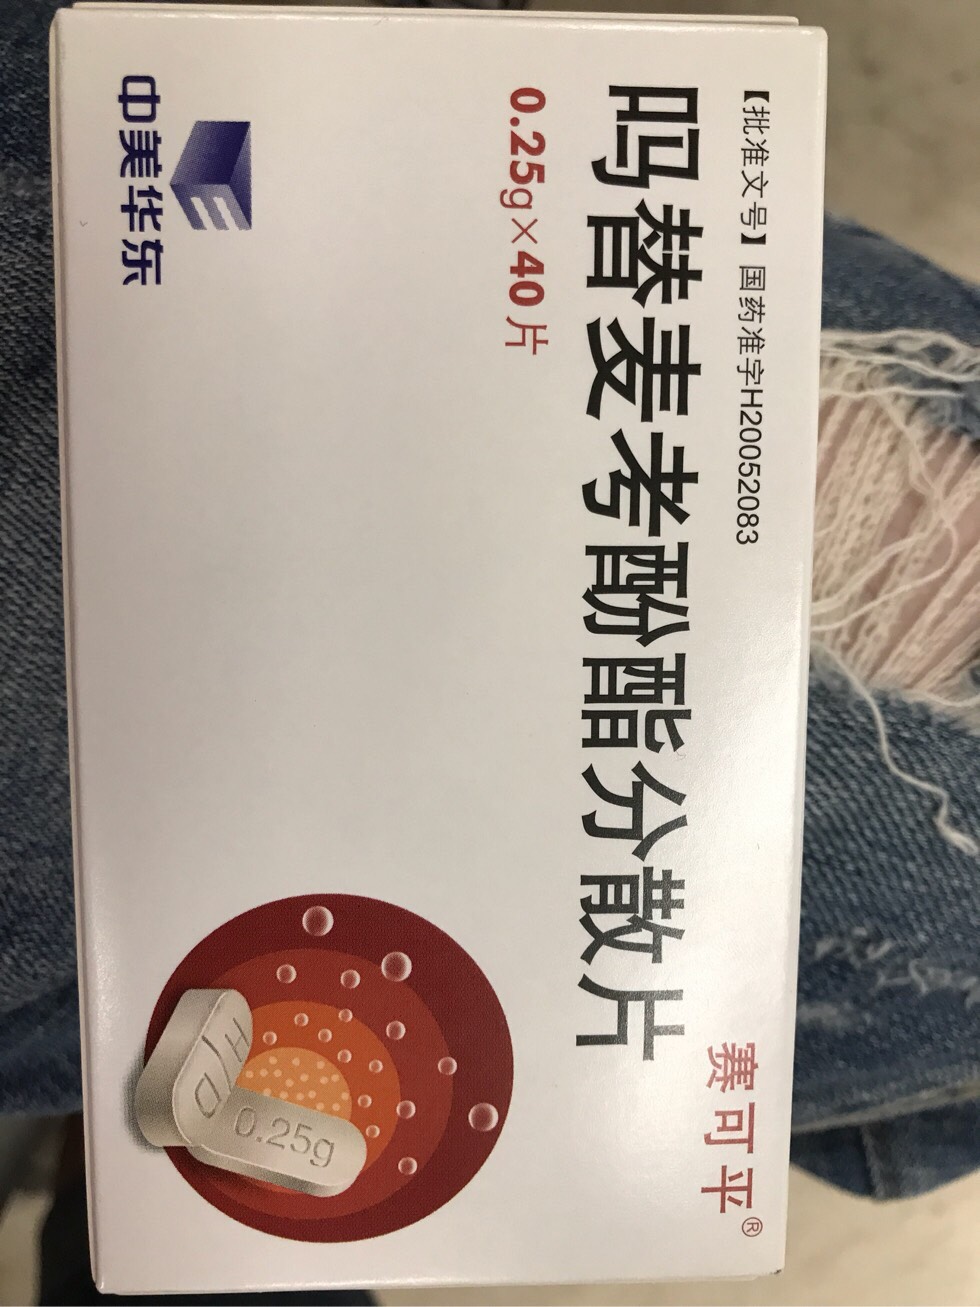 【批准文号】国药准字H20052083
赛可平®
吗替麦考酚酯分散片
0.25g×40片
中美华东
H D
0.25g